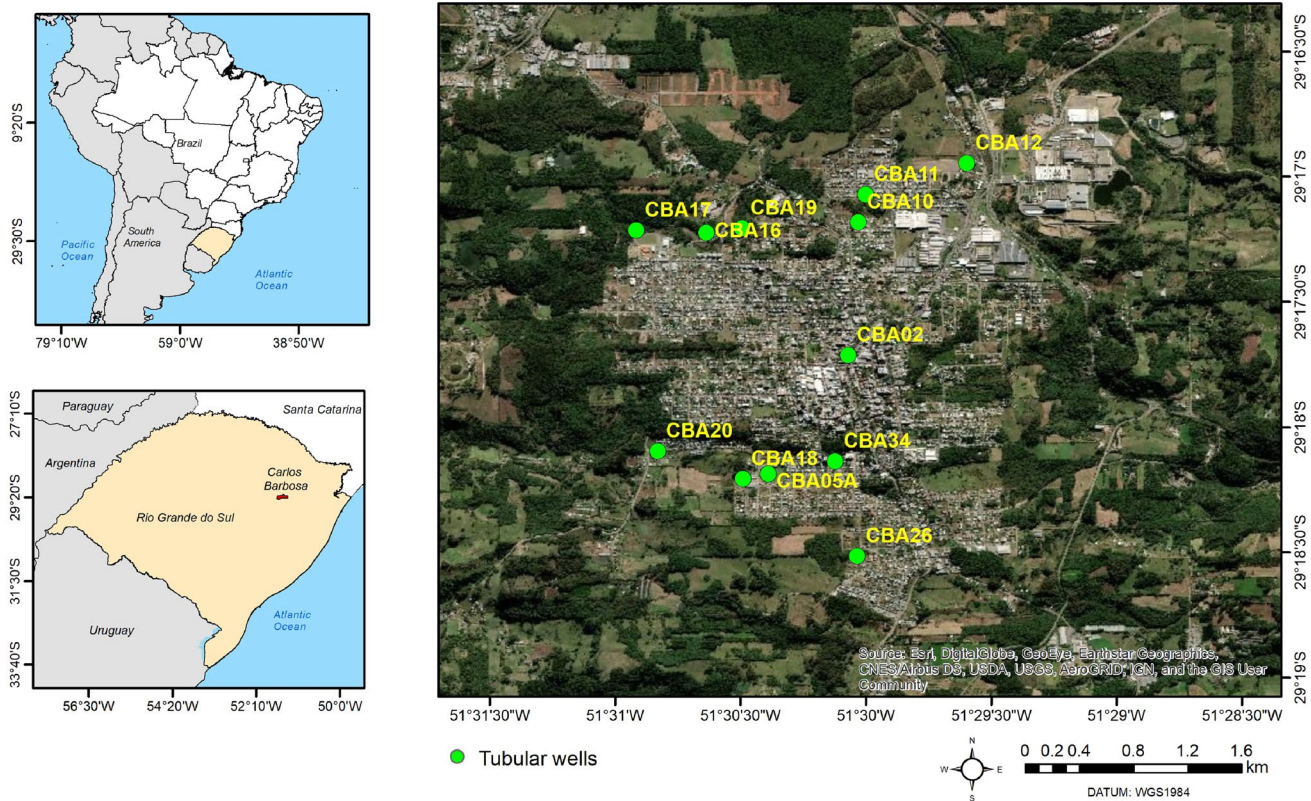 9°20'S
29°30'S
Brazil
South
America
Pacific
Ocean
Atlantic
Ocean
79°10'W
59°0'W
38°50'W
27°10'S
29°20'S
31°30'S
33°40'S
Paraguay
Santa Catarina
Argentina
Carlos
Barbosa
Rio Grande do Sul
Atlantic
Ocean
Uruguay
56°30'W
54°20'W
52°10'W
50°0'W
CBA12
CBA11
CBA10
CBA17
CBA19
CBA16
CBA02
CBA20
CBA34
CBA18
CBA05A
CBA26
Source: Esri, DigitalGlobe, GeoEye, Earthstar Geographics,
CNES/Airbus DS, USDA, USGS, AeroGRID, IGN, and the GIS User
Community
29°16'30"S
29°17'S
29°17'30"S
29°18'S
29°18'30"S
29°19'S
51°31'30"W
51°31'W
51°30'30"W
51°30'W
51°29'30"W
51°29'W
51°28'30"W
Tubular wells
N
W
E
S
0 0.2 0.4 0.8 1.2 1.6
km
DATUM: WGS1984